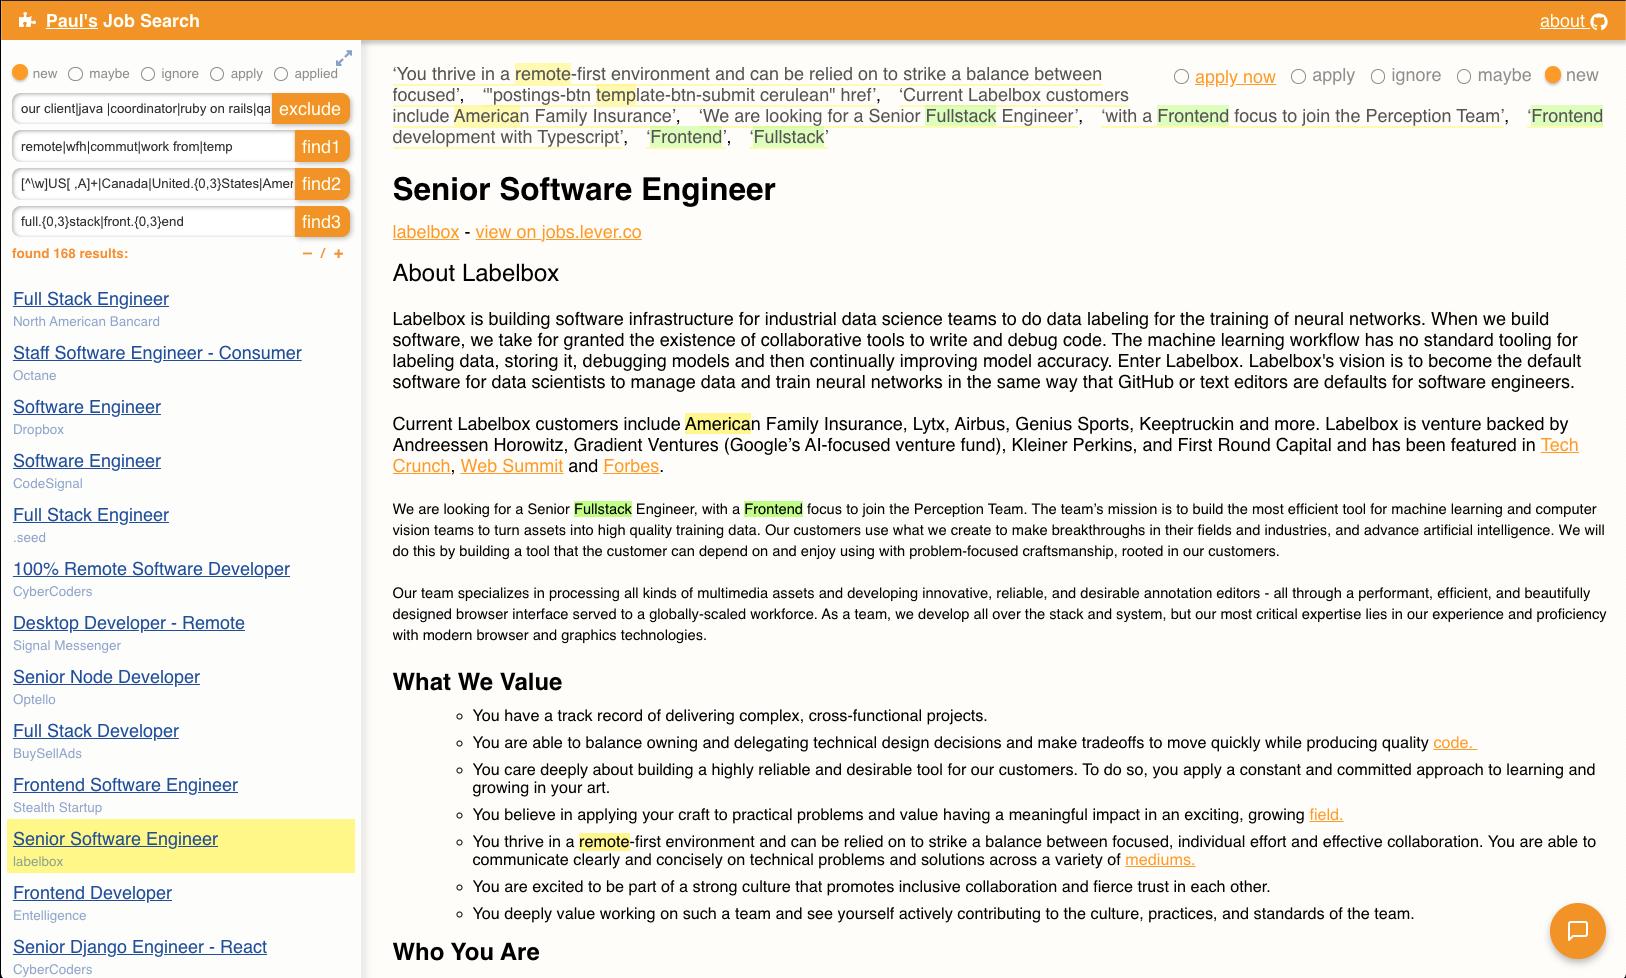 Paul's Job Search
about
new maybe ignore apply applied
our client|java |coordinator|ruby on rails|qa exclude
remote|wfh|commut|work from|temp find1
[^\w]US[ ,A]+|Canada|United.{0,3}States|Amer find2
full.{0,3}stack|front.{0,3}end find3
found 168 results: − / +
Full Stack Engineer
North American Bancard
Staff Software Engineer - Consumer
Octane
Software Engineer
Dropbox
Software Engineer
CodeSignal
Full Stack Engineer
.seed
100% Remote Software Developer
CyberCoders
Desktop Developer - Remote
Signal Messenger
Senior Node Developer
Optello
Full Stack Developer
BuySellAds
Frontend Software Engineer
Stealth Startup
Senior Software Engineer
labelbox
Frontend Developer
Entelligence
Senior Django Engineer - React
CyberCoders
apply now apply ignore maybe new
‘You thrive in a remote-first environment and can be relied on to strike a balance between
focused’, ‘"postings-btn template-btn-submit cerulean" href’, ‘Current Labelbox customers
include American Family Insurance’, ‘We are looking for a Senior Fullstack Engineer’, ‘with a Frontend focus to join the Perception Team’, ‘Frontend
development with Typescript’, ‘Frontend’, ‘Fullstack’
Senior Software Engineer
labelbox - view on jobs.lever.co
About Labelbox
Labelbox is building software infrastructure for industrial data science teams to do data labeling for the training of neural networks. When we build
software, we take for granted the existence of collaborative tools to write and debug code. The machine learning workflow has no standard tooling for
labeling data, storing it, debugging models and then continually improving model accuracy. Enter Labelbox. Labelbox's vision is to become the default
software for data scientists to manage data and train neural networks in the same way that GitHub or text editors are defaults for software engineers.
Current Labelbox customers include American Family Insurance, Lytx, Airbus, Genius Sports, Keeptruckin and more. Labelbox is venture backed by
Andreessen Horowitz, Gradient Ventures (Google’s AI-focused venture fund), Kleiner Perkins, and First Round Capital and has been featured in Tech
Crunch, Web Summit and Forbes.
We are looking for a Senior Fullstack Engineer, with a Frontend focus to join the Perception Team. The team’s mission is to build the most efficient tool for machine learning and computer
vision teams to turn assets into high quality training data. Our customers use what we create to make breakthroughs in their fields and industries, and advance artificial intelligence. We will
do this by building a tool that the customer can depend on and enjoy using with problem-focused craftsmanship, rooted in our customers.
Our team specializes in processing all kinds of multimedia assets and developing innovative, reliable, and desirable annotation editors - all through a performant, efficient, and beautifully
designed browser interface served to a globally-scaled workforce. As a team, we develop all over the stack and system, but our most critical expertise lies in our experience and proficiency
with modern browser and graphics technologies.
What We Value
You have a track record of delivering complex, cross-functional projects.
You are able to balance owning and delegating technical design decisions and make tradeoffs to move quickly while producing quality code.
You care deeply about building a highly reliable and desirable tool for our customers. To do so, you apply a constant and committed approach to learning and
growing in your art.
You believe in applying your craft to practical problems and value having a meaningful impact in an exciting, growing field.
You thrive in a remote-first environment and can be relied on to strike a balance between focused, individual effort and effective collaboration. You are able to
communicate clearly and concisely on technical problems and solutions across a variety of mediums.
You are excited to be part of a strong culture that promotes inclusive collaboration and fierce trust in each other.
You deeply value working on such a team and see yourself actively contributing to the culture, practices, and standards of the team.
Who You Are